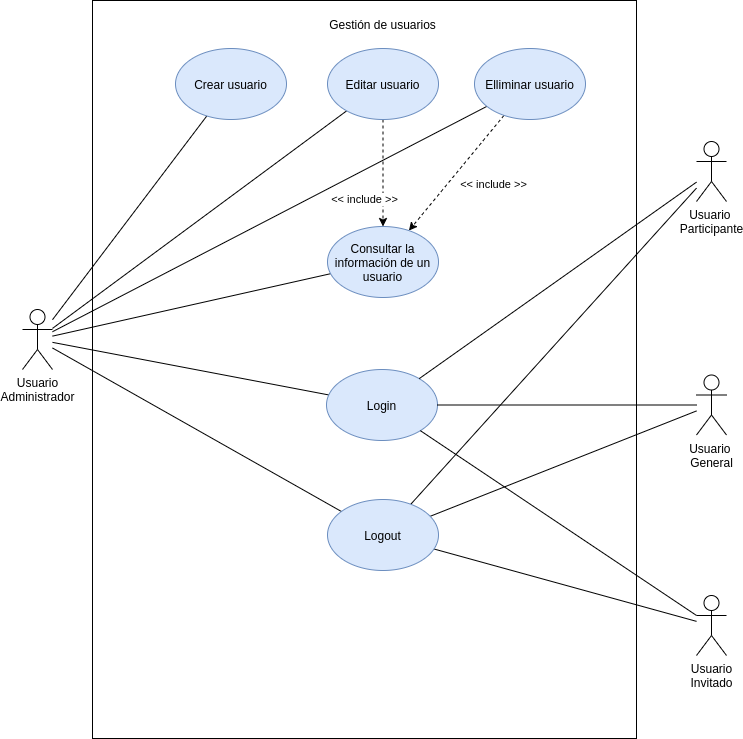 Gestión de usuarios
Crear usuario
Editar usuario
Elliminar usuario
<< include >>
<< include >>
Consultar la
información de un
usuario
Usuario
Participante
Usuario
Administrador
Login
Usuario
General
Logout
Usuario
Invitado